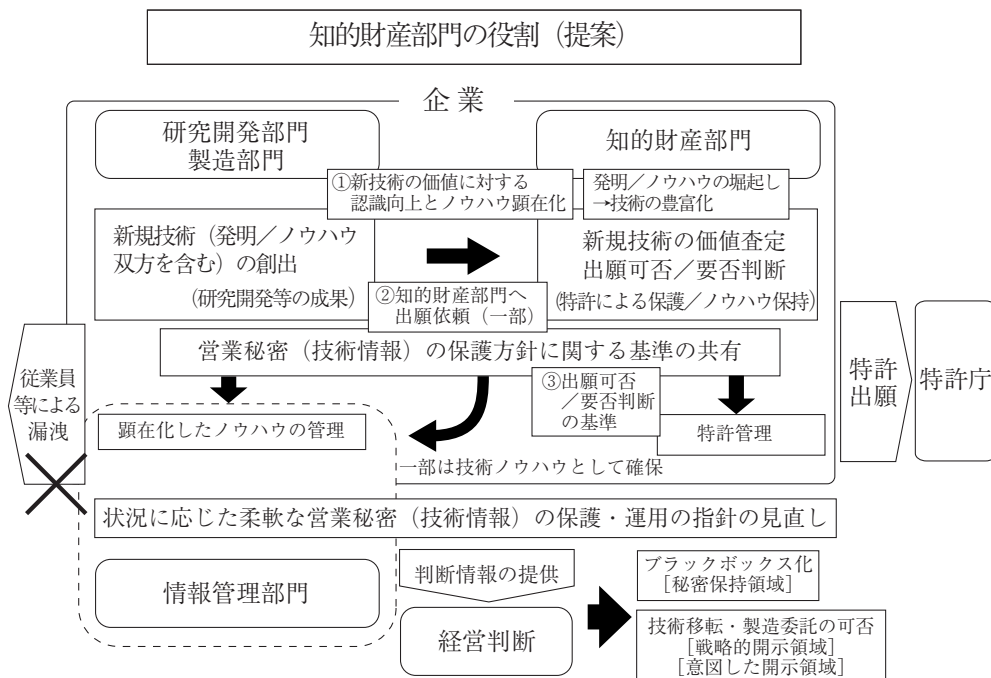 知的財産部門の役割（提案）
企業
研究開発部門
製造部門
知的財産部門
①新技術の価値に対する
認識向上とノウハウ顕在化
発明／ノウハウの堀起し
→技術の豊富化
新規技術（発明／ノウハウ
双方を含む）の創出
（研究開発等の成果）
新規技術の価値査定
出願可否／要否判断
（特許による保護／ノウハウ保持）
②知的財産部門へ
出願依頼（一部）
営業秘密（技術情報）の保護方針に関する基準の共有
従業員
等による
漏洩
特許
出願
特許庁
③出願可否
／要否判断
の基準
顕在化したノウハウの管理
特許管理
一部は技術ノウハウとして確保
状況に応じた柔軟な営業秘密（技術情報）の保護・運用の指針の見直し
情報管理部門
判断情報の提供
経営判断
ブラックボックス化
［秘密保持領域］
技術移転・製造委託の可否
［戦略的開示領域］
［意図した開示領域］